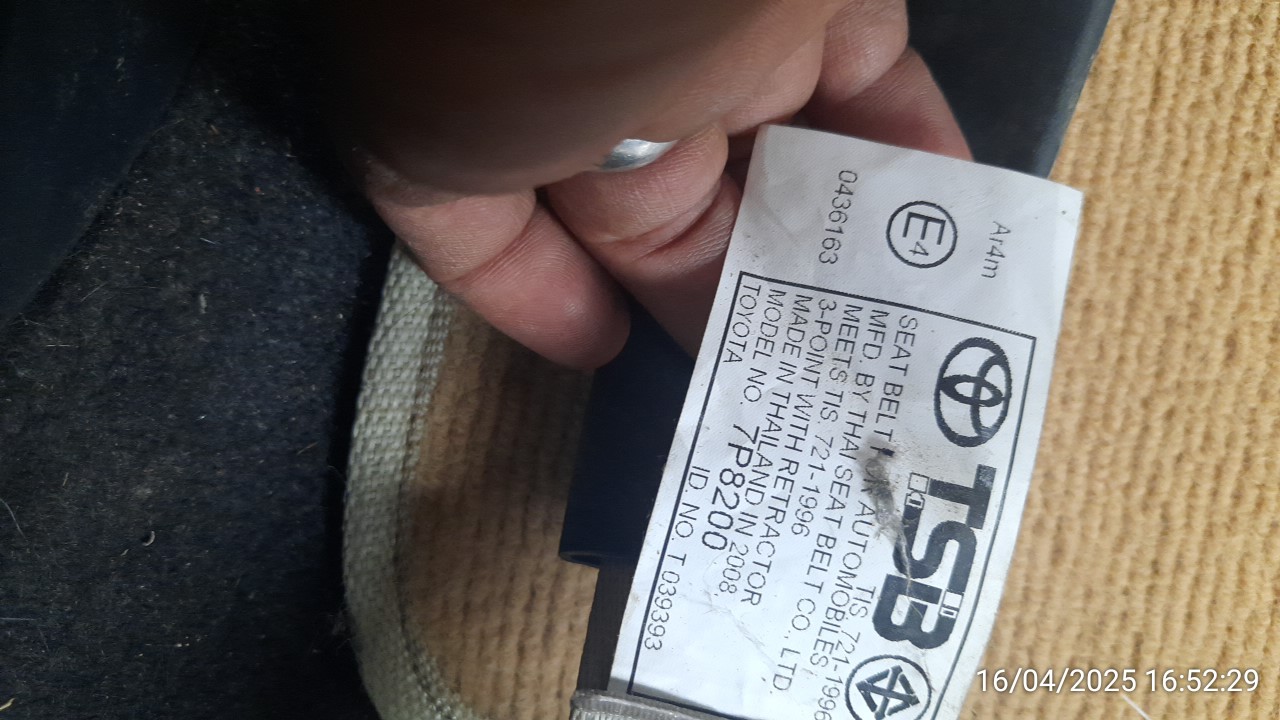 Ar4m
E4
0436163
TSB
TIS 721-1996
SEAT BELT AUTOMOBILES
MFD. BY THAI SEAT BELT CO., LTD.
MEETS TIS 721-1996
3-POINT WITH RETRACTOR
MADE IN THAILAND IN 2008
MODEL NO. 7P8200
TOYOTA ID. NO. T 039393
16/04/2025 16:52:29